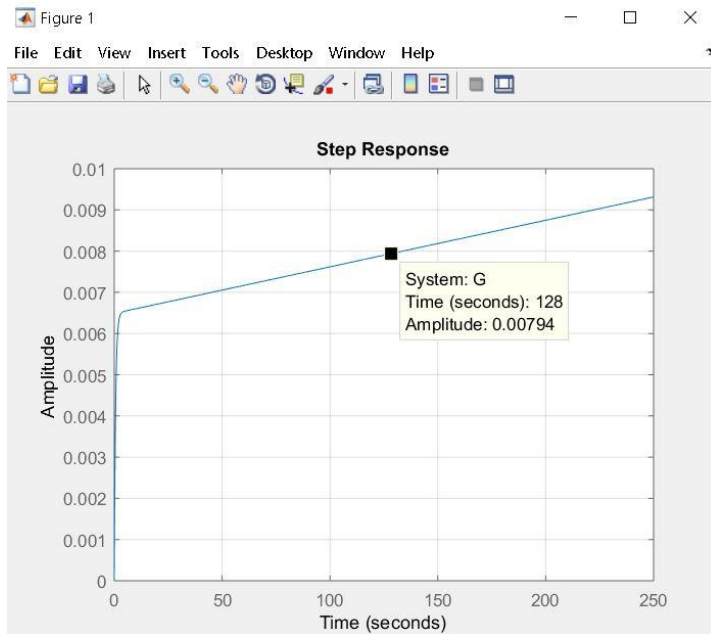 Figure 1
File Edit View Insert Tools Desktop Window Help
Step Response
0.01
0.009
0.008
0.007
0.006
0.005
0.004
0.003
0.002
0.001
0
Amplitude
System: G
Time (seconds): 128
Amplitude: 0.00794
0 50 100 150 200 250
Time (seconds)